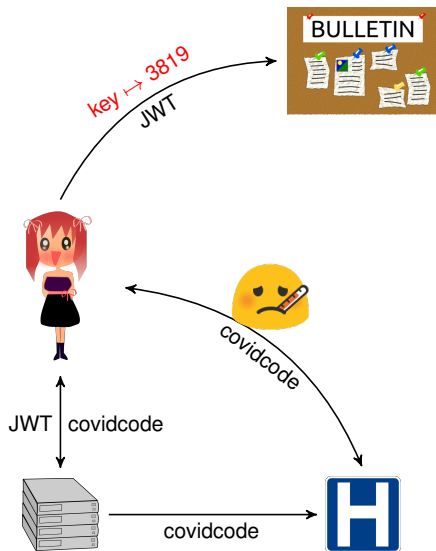 BULLETIN
key ↦ 3819
JWT
covidcode
JWT
covidcode
covidcode
H